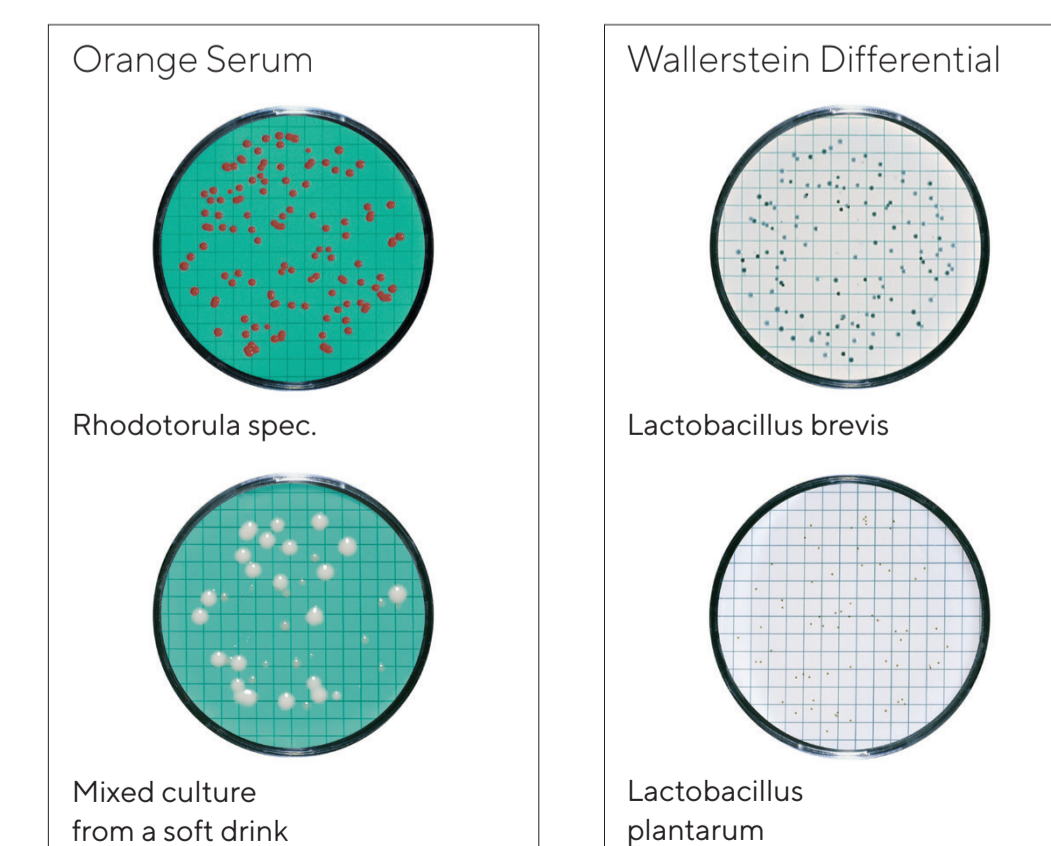 Orange Serum
Rhodotorula spec.
Mixed culture
from a soft drink
Wallerstein Differential
Lactobacillus brevis
Lactobacillus
plantarum